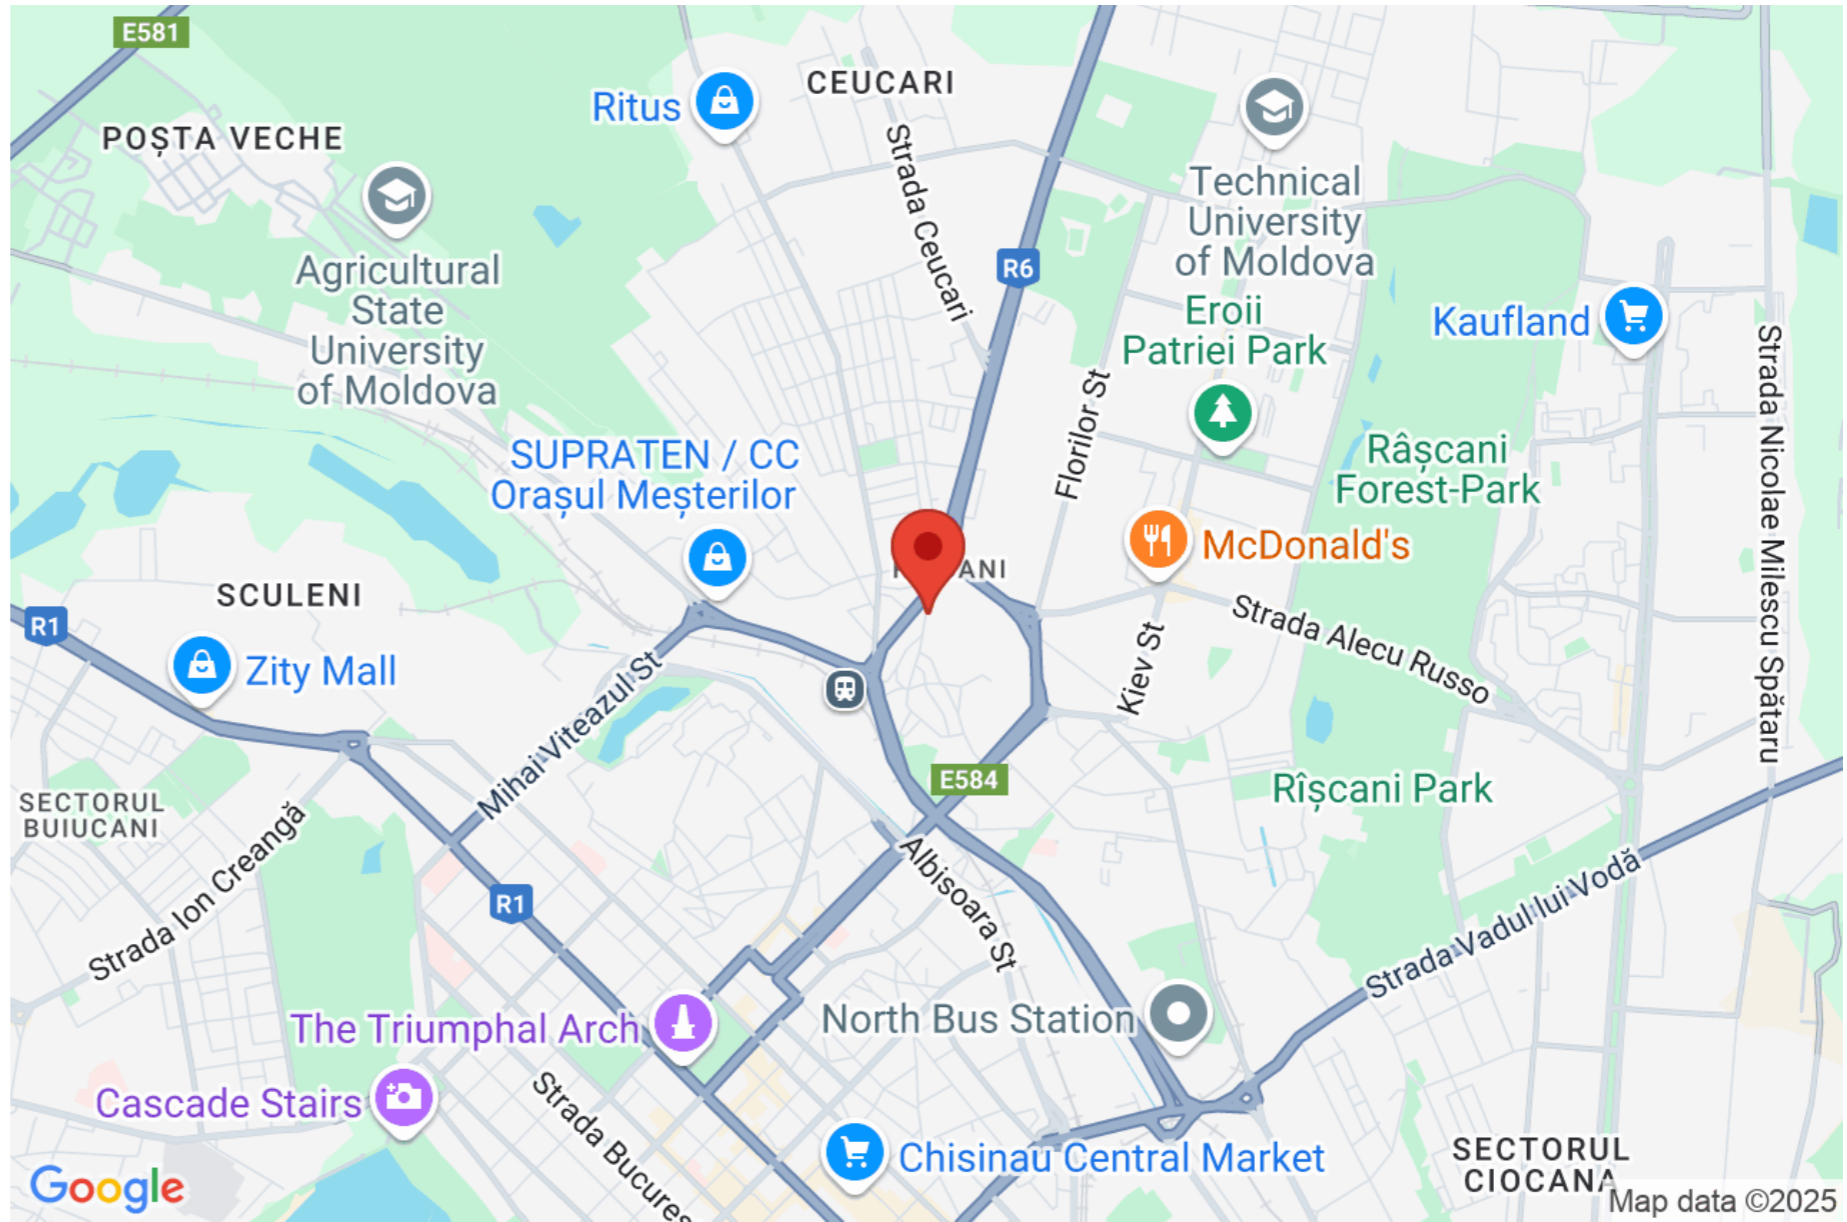 E581
CEUCARI
Ritus
POȘTA VECHE
Strada Ceucari
Technical
University
of Moldova
Agricultural
State
University
of Moldova
R6
Eroii
Patriei Park
Kaufland
Strada Nicolae Milescu Spătaru
Florilor St
SUPRATEN / CC
Orașul Meșterilor
Râșcani
Forest-Park
McDonald's
ANI
SCULENI
R1
Strada Alecu Russo
Zity Mall
Kiev St
Mihai Viteazul St
E584
Rîșcani Park
SECTORUL
BUIUCANI
Strada Ion Creangă
Albisoara St
R1
Strada Vadul lui Vodă
North Bus Station
The Triumphal Arch
Cascade Stairs
Strada Bucureș
Chisinau Central Market
SECTORUL
CIOCANA
Google
Map data ©2025